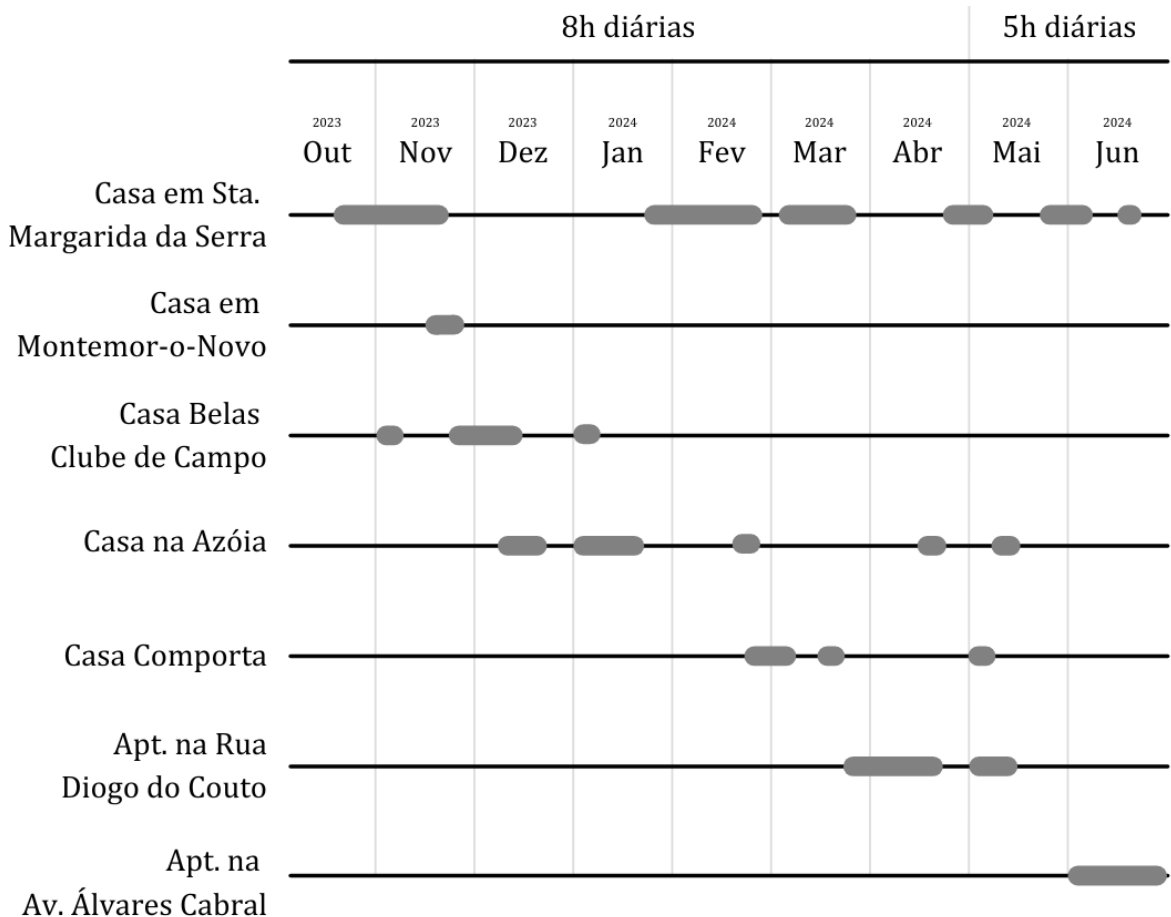 8h diárias 5h diárias
2023 2023 2023 2024 2024 2024 2024 2024 2024
Out Nov Dez Jan Fev Mar Abr Mai Jun
Casa em Sta.
Margarida da Serra
Casa em
Montemor-o-Novo
Casa Belas
Clube de Campo
Casa na Azóia
Casa Comporta
Apt. na Rua
Diogo do Couto
Apt. na
Av. Álvares Cabral